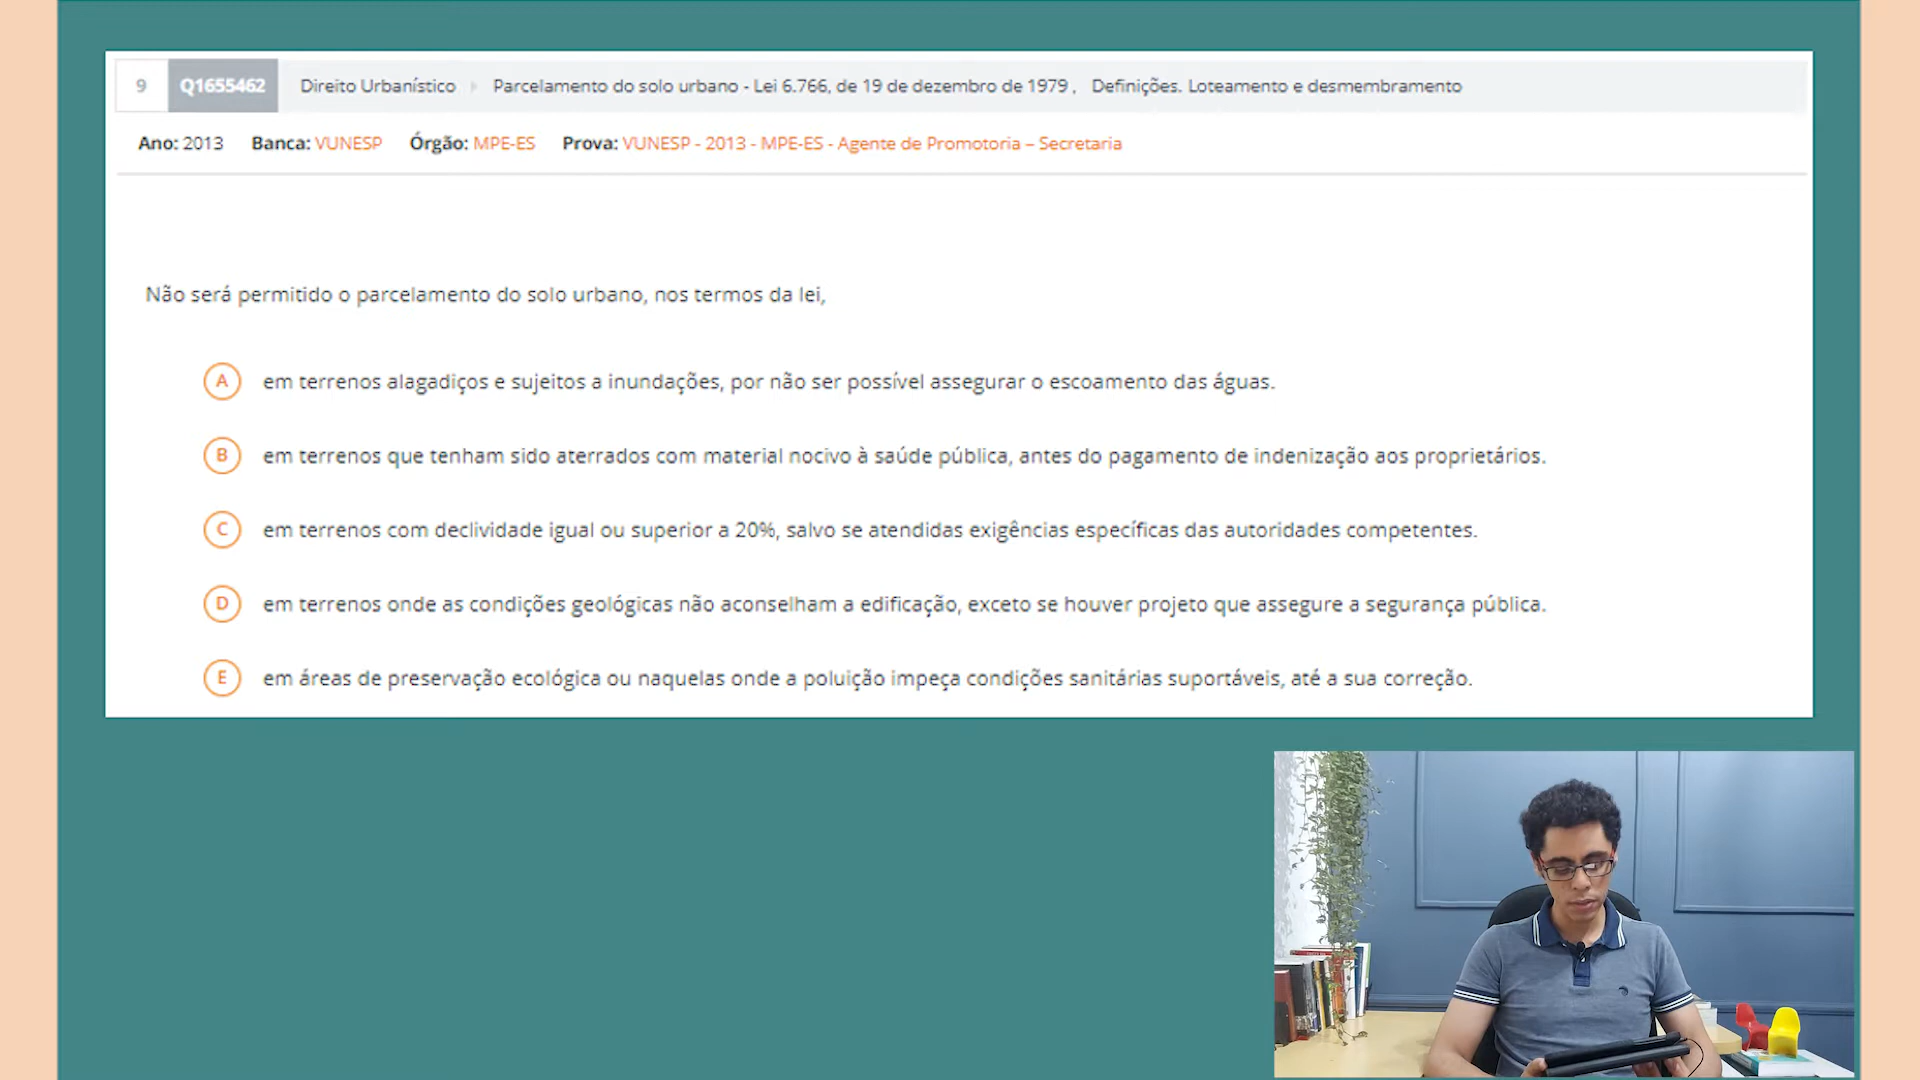 9 Q1655462 Direito Urbanístico Parcelamento do solo urbano - Lei 6.766, de 19 de dezembro de 1979 , Definições. Loteamento e desmembramento
Ano: 2013 Banca: VUNESP Órgão: MPE-ES Prova: VUNESP - 2013 - MPE-ES - Agente de Promotoria – Secretaria
Não será permitido o parcelamento do solo urbano, nos termos da lei,
A em terrenos alagadiços e sujeitos a inundações, por não ser possível assegurar o escoamento das águas.
B em terrenos que tenham sido aterrados com material nocivo à saúde pública, antes do pagamento de indenização aos proprietários.
C em terrenos com declividade igual ou superior a 20%, salvo se atendidas exigências específicas das autoridades competentes.
D em terrenos onde as condições geológicas não aconselham a edificação, exceto se houver projeto que assegure a segurança pública.
E em áreas de preservação ecológica ou naquelas onde a poluição impeça condições sanitárias suportáveis, até a sua correção.